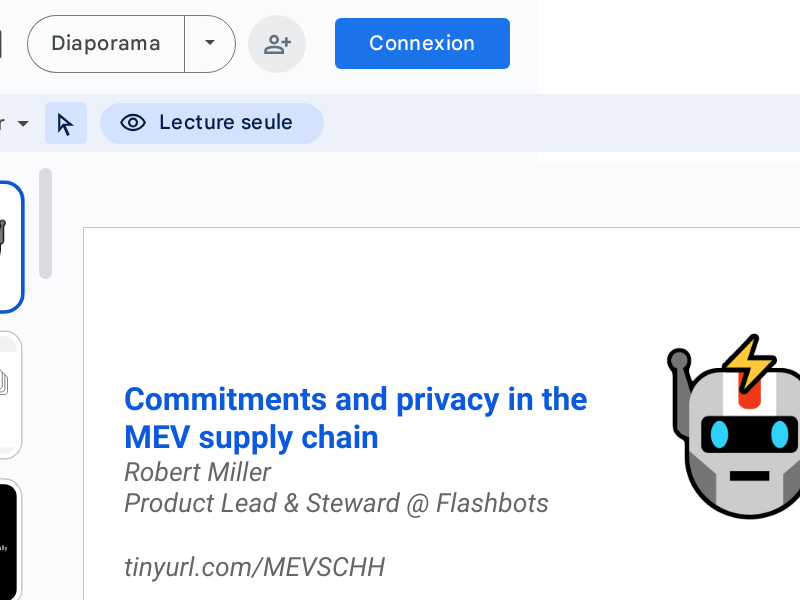 Diaporama
Connexion
r
Lecture seule
Commitments and privacy in the
MEV supply chain
Robert Miller
Product Lead & Steward @ Flashbots
tinyurl.com/MEVSCHH
ally